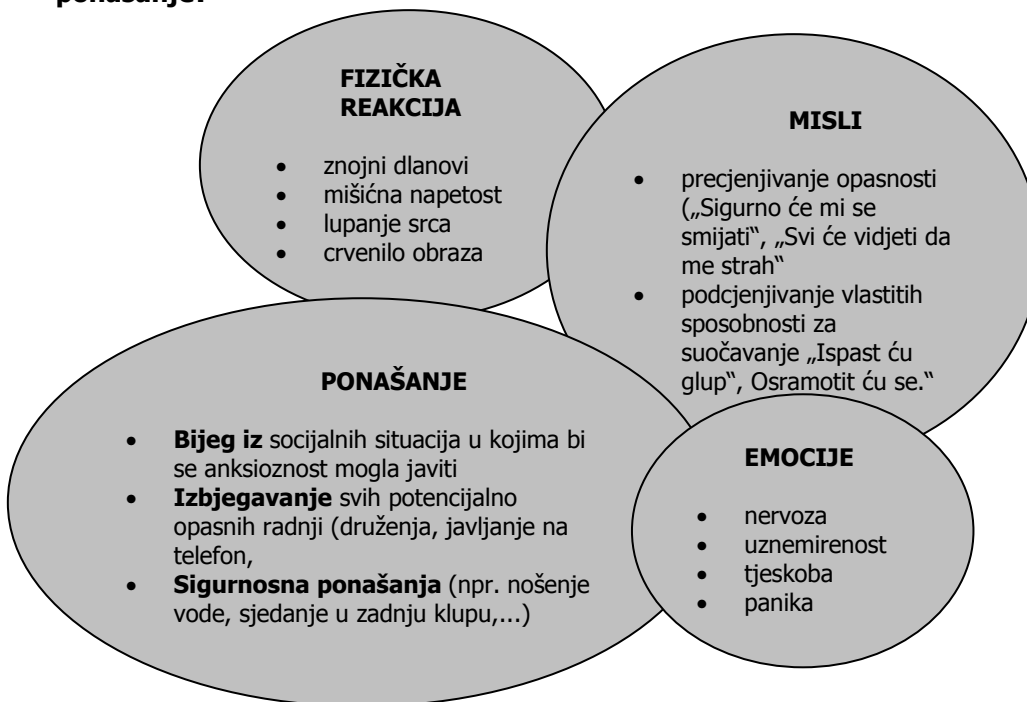 ponašanje:
FIZIČKA
REAKCIJA
• znojni dlanovi
• mišićna napetost
• lupanje srca
• crvenilo obraza
MISLI
• precjenjivanje opasnosti
(„Sigurno će mi se
smijati“, „Svi će vidjeti da
me strah“
• podcjenjivanje vlastitih
sposobnosti za
suočavanje „Ispast ću
glup“, Osramotit ću se.“
PONAŠANJE
• Bijeg iz socijalnih situacija u kojima bi
se anksioznost mogla javiti
• Izbjegavanje svih potencijalno
opasnih radnji (druženja, javljanje na
telefon,
• Sigurnosna ponašanja (npr. nošenje
vode, sjedanje u zadnju klupu,...)
EMOCIJE
• nervoza
• uznemirenost
• tjeskoba
• panika